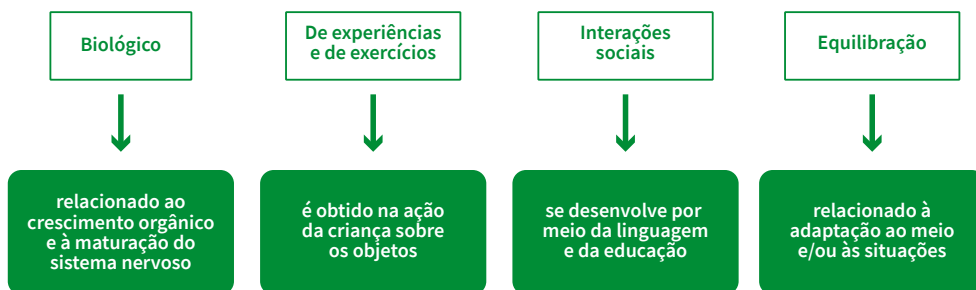 Biológico
De experiências
e de exercícios
Interações
sociais
Equilibração
relacionado ao
crescimento orgânico
e à maturação do
sistema nervoso
é obtido na ação
da criança sobre
os objetos
se desenvolve por
meio da linguagem
e da educação
relacionado à
adaptação ao meio
e/ou às situações